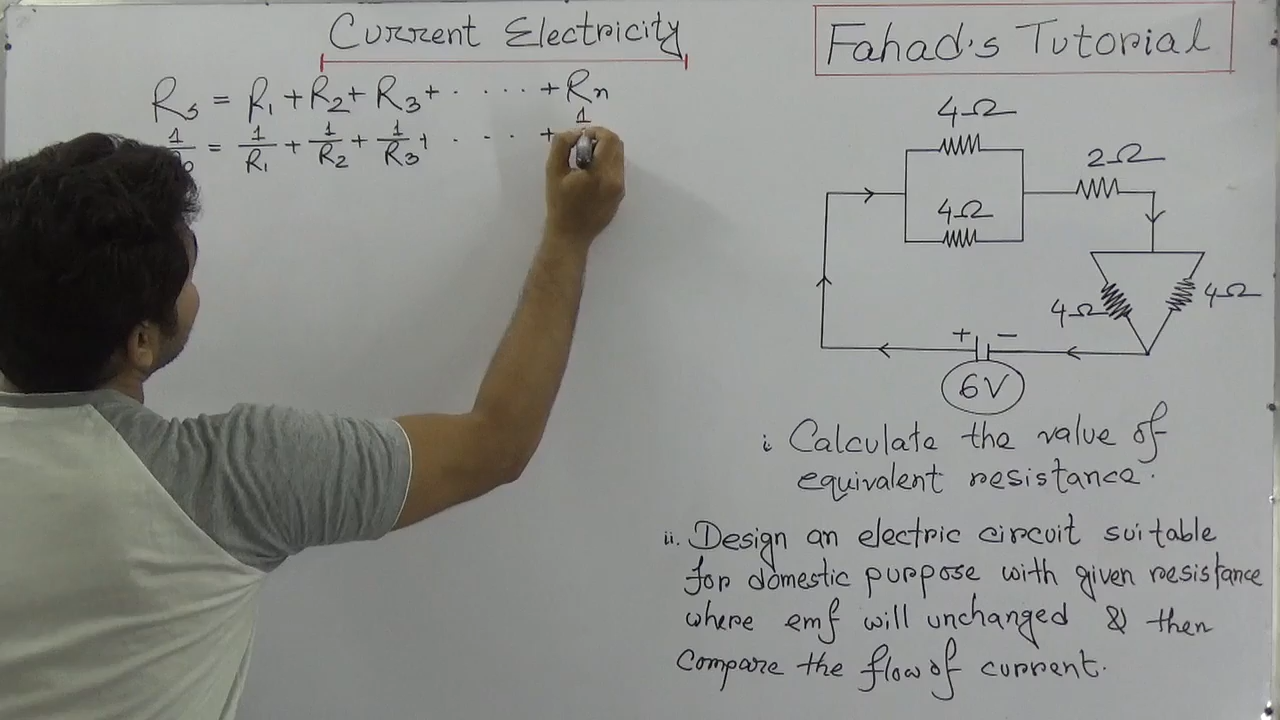 Current Electricity
Rs = R1 + R2 + R3 + . . . . . + Rn
1 = 1/R1 + 1/R2 + 1/R3 + . . . . + 1
Fahad's Tutorial
4Ω
2Ω
4Ω
4Ω
4Ω
+ −
6V
i Calculate the value of
equivalent resistance.
ii. Design an electric circuit suitable
for domestic purpose with given resistance
where emf will unchanged & then
Compare the flow of current.